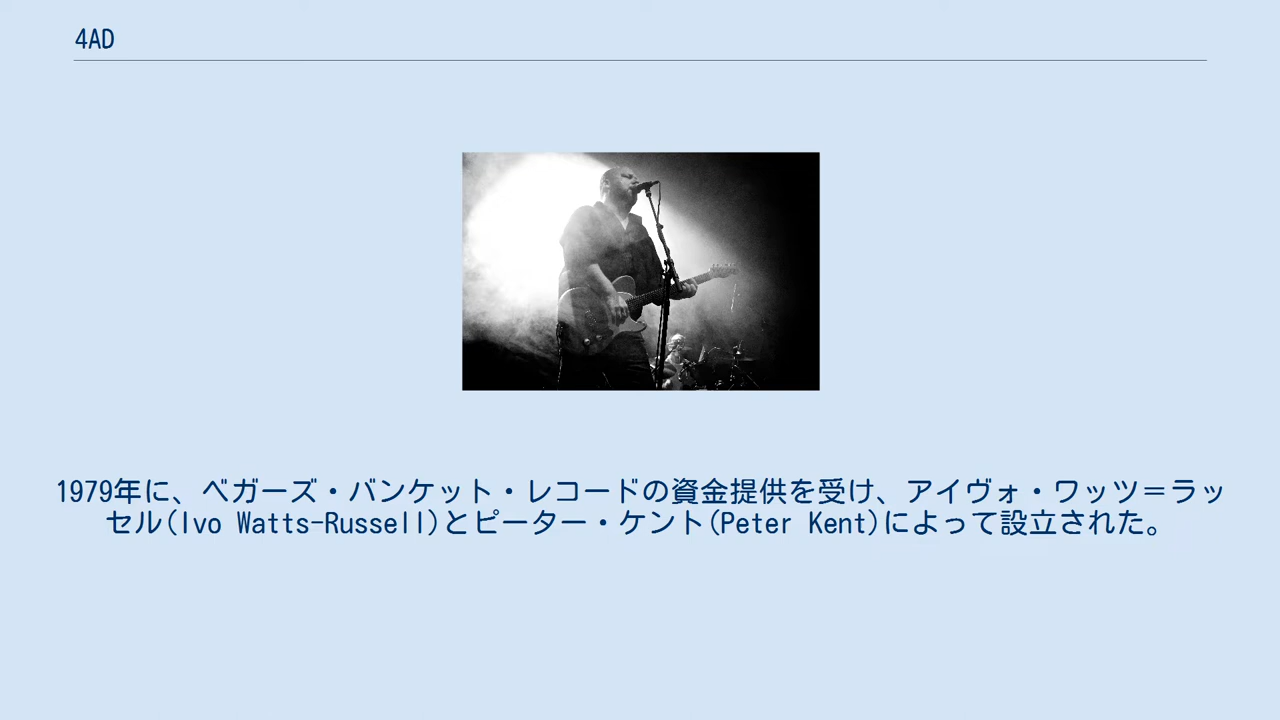 4AD
1979年に、ベガーズ・バンケット・レコードの資金提供を受け、アイヴォ・ワッツ＝ラッ
セル(Ivo Watts-Russell)とピーター・ケント(Peter Kent)によって設立された。